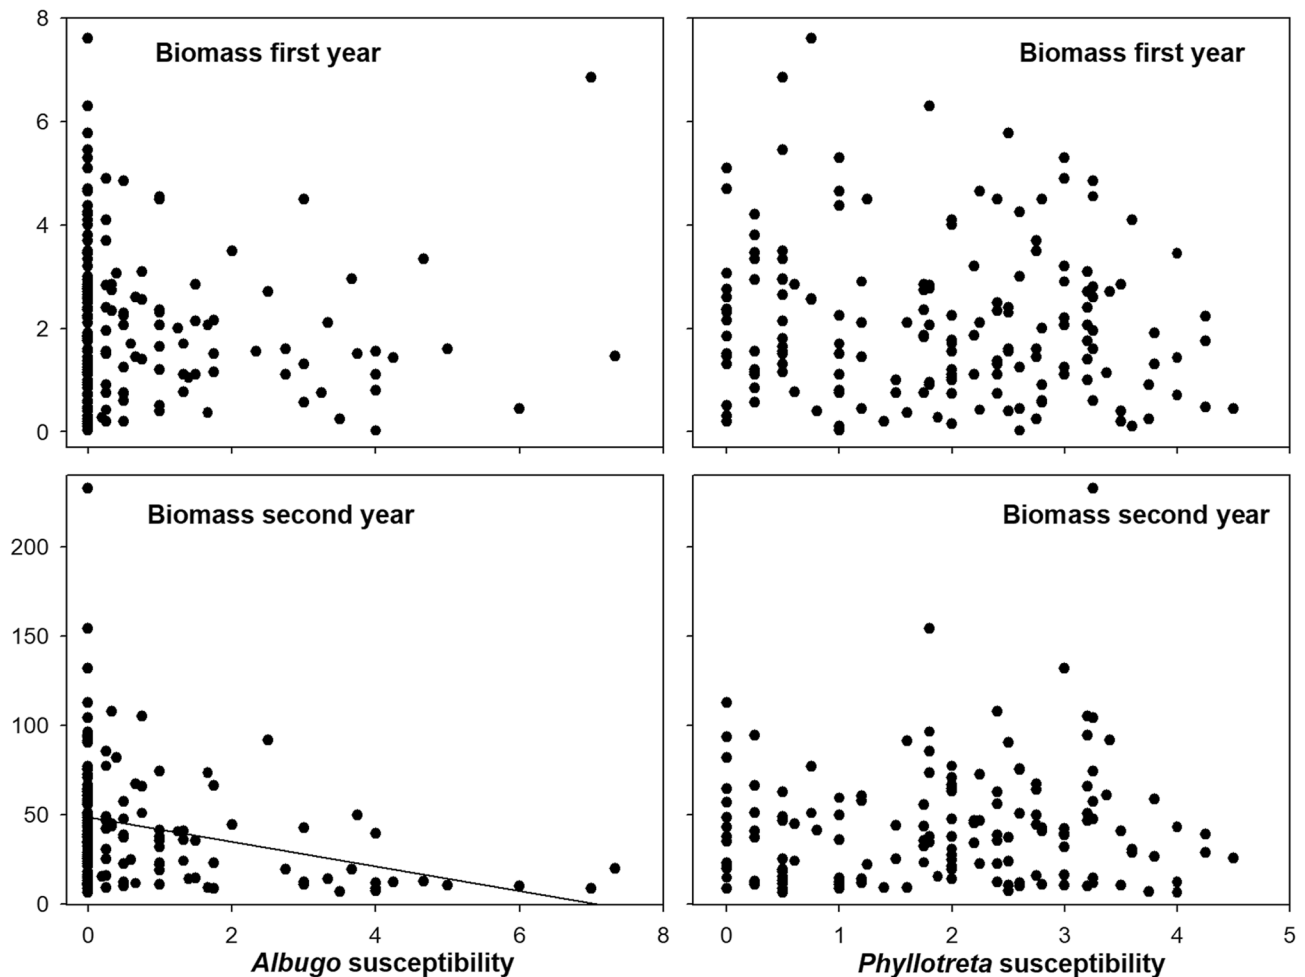 8
6
4
2
0
Biomass first year
Biomass first year
200
150
100
50
0
Biomass second year
Biomass second year
0 2 4 6 8
0 1 2 3 4 5
Albugo susceptibility
Phyllotreta susceptibility